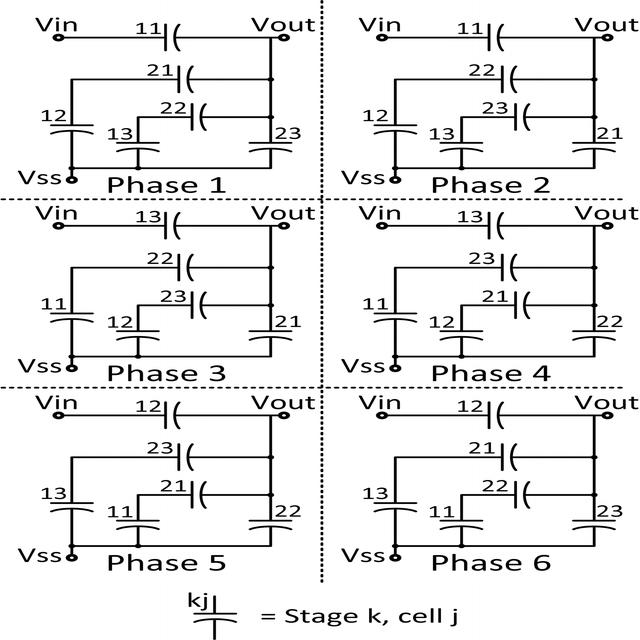 Vin 11 Vout
21
22
12 13 23
Vss Phase 1
Vin 11 Vout
22
23
12 13 21
Vss Phase 2
Vin 13 Vout
22
23
11 12 21
Vss Phase 3
Vin 13 Vout
23
21
11 12 22
Vss Phase 4
Vin 12 Vout
23
21
13 11 22
Vss Phase 5
Vin 12 Vout
21
22
13 11 23
Vss Phase 6
kj = Stage k, cell j